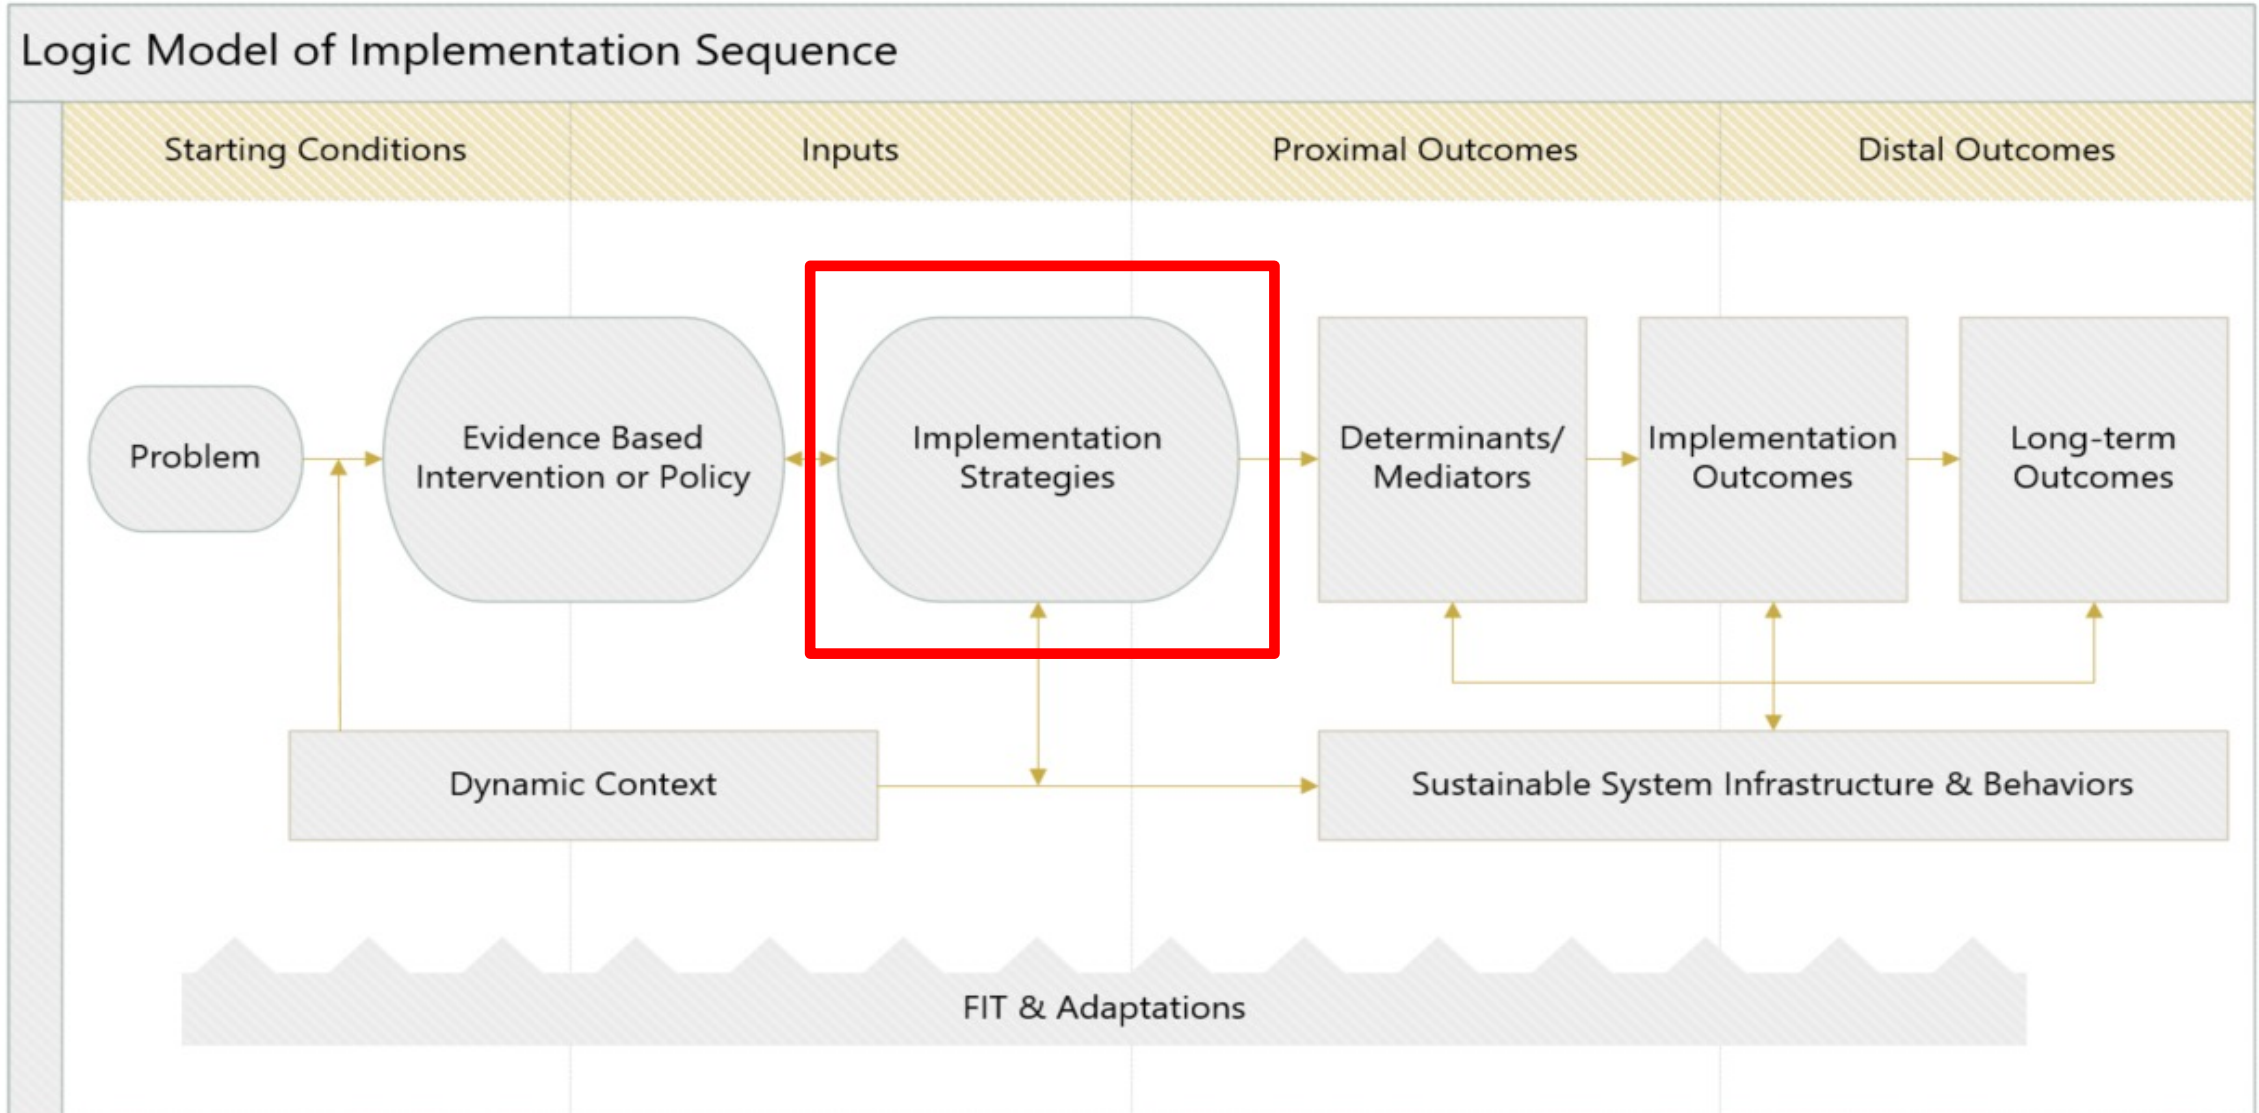 Logic Model of Implementation Sequence
Starting Conditions
Inputs
Proximal Outcomes
Distal Outcomes
Problem
Evidence Based
Intervention or Policy
Implementation
Strategies
Determinants/
Mediators
Implementation
Outcomes
Long-term
Outcomes
Dynamic Context
Sustainable System Infrastructure & Behaviors
FIT & Adaptations